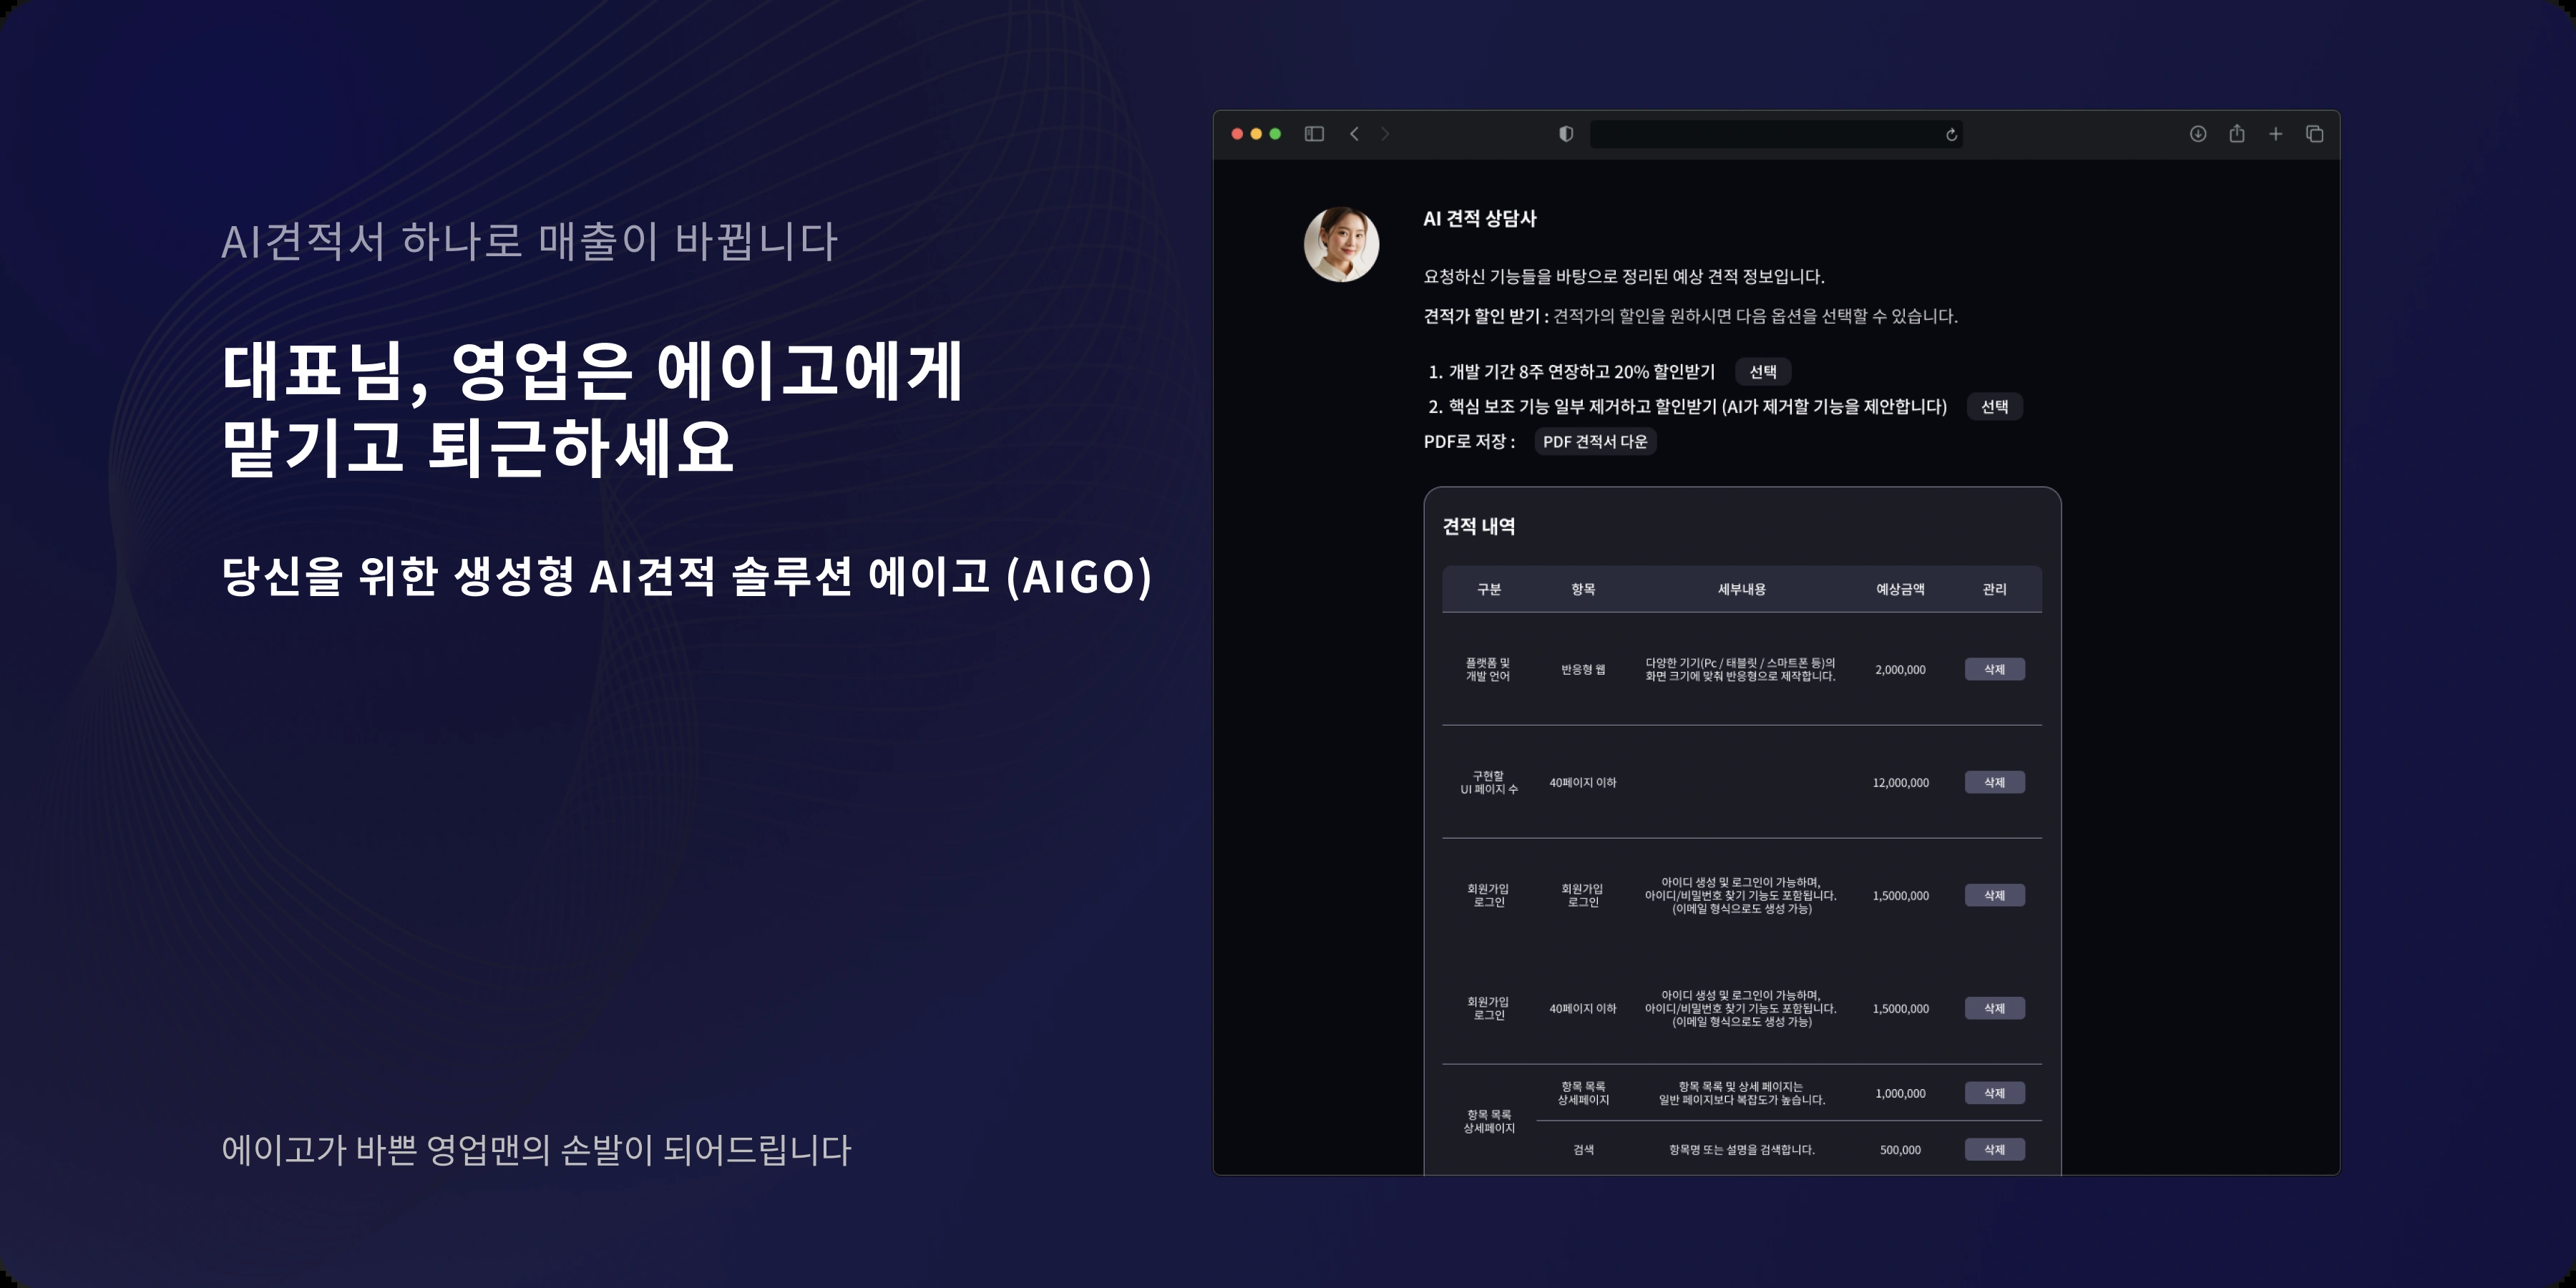 AI견적서 하나로 매출이 바뀝니다
대표님, 영업은 에이고에게
맡기고 퇴근하세요
당신을 위한 생성형 AI견적 솔루션 에이고 (AIGO)
에이고가 바쁜 영업맨의 손발이 되어드립니다
AI 견적 상담사
요청하신 기능들을 바탕으로 정리된 예상 견적 정보입니다.
견적가 할인 받기 : 견적가의 할인을 원하시면 다음 옵션을 선택할 수 있습니다.
1. 개발 기간 8주 연장하고 20% 할인받기 선택
2. 핵심 보조 기능 일부 제거하고 할인받기 (AI가 제거할 기능을 제안합니다) 선택
PDF로 저장 : PDF 견적서 다운
견적 내역
구분 항목 세부내용 예상금액 관리
플랫폼 및
개발 언어
반응형 웹
다양한 기기(Pc / 태블릿 / 스마트폰 등)의
화면 크기에 맞춰 반응형으로 제작합니다.
2,000,000
삭제
구현할
UI 페이지 수
40페이지 이하
12,000,000
삭제
회원가입
로그인
회원가입
로그인
아이디 생성 및 로그인이 가능하며,
아이디/비밀번호 찾기 기능도 포함됩니다.
(이메일 형식으로도 생성 가능)
1,5000,000
삭제
회원가입
로그인
40페이지 이하
아이디 생성 및 로그인이 가능하며,
아이디/비밀번호 찾기 기능도 포함됩니다.
(이메일 형식으로도 생성 가능)
1,5000,000
삭제
항목 목록
상세페이지
항목 목록
상세페이지
항목 목록 및 상세 페이지는
일반 페이지보다 복잡도가 높습니다.
1,000,000
삭제
검색
항목명 또는 설명을 검색합니다.
500,000
삭제